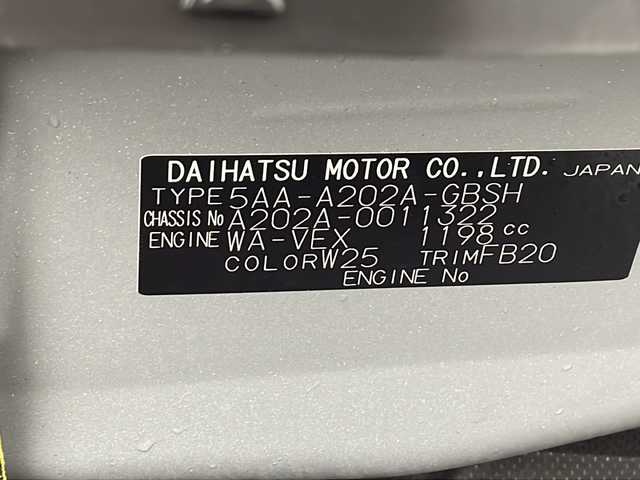 DAIHATSU MOTOR CO.,LTD. JAPAN
TYPE 5AA-A202A-GBSH
CHASSIS No A202A-0011322
ENGINE WA-VEX 1198 cc
COLOR W25 TRIM FB20
ENGINE No